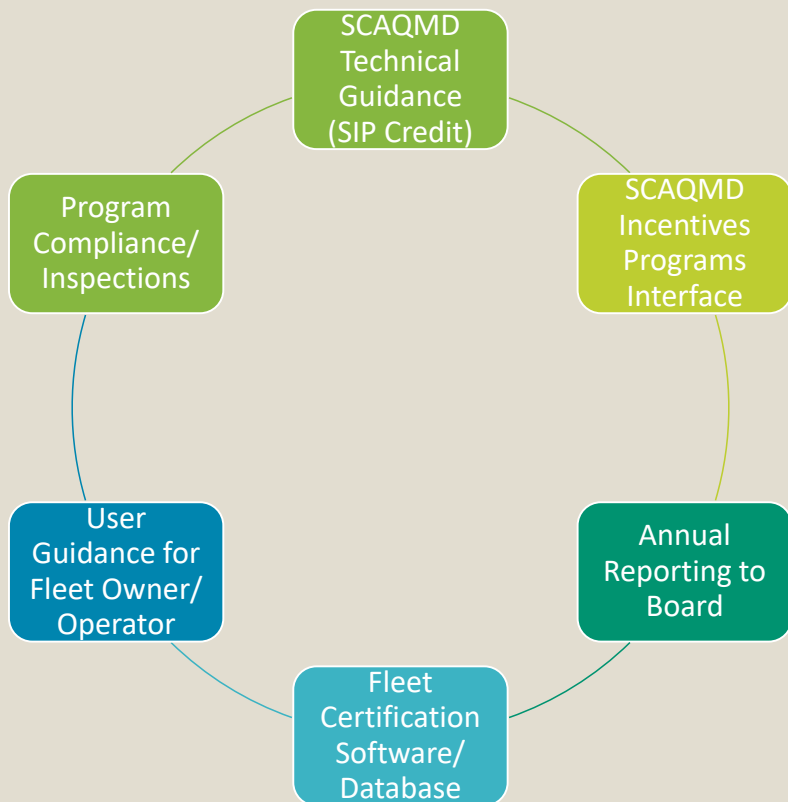 SCAQMD
Technical
Guidance
(SIP Credit)
SCAQMD
Incentives
Programs
Interface
Annual
Reporting to
Board
Fleet
Certification
Software/
Database
User
Guidance for
Fleet Owner/
Operator
Program
Compliance/
Inspections